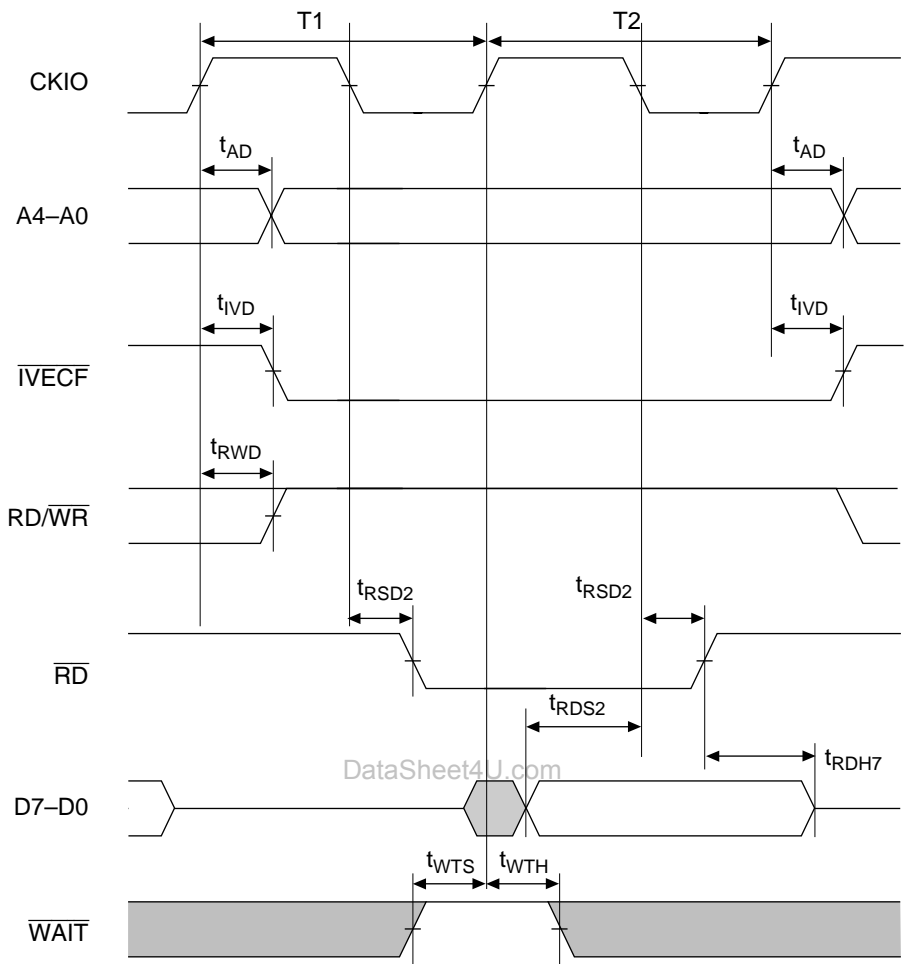 T1 T2
CKIO
tAD tAD
A4–A0
tIVD tIVD
IVECF
tRWD
RD/WR
tRSD2 tRSD2
RD
tRDS2
DataSheet4U.com
tRDH7
D7–D0
tWTS tWTH
WAIT